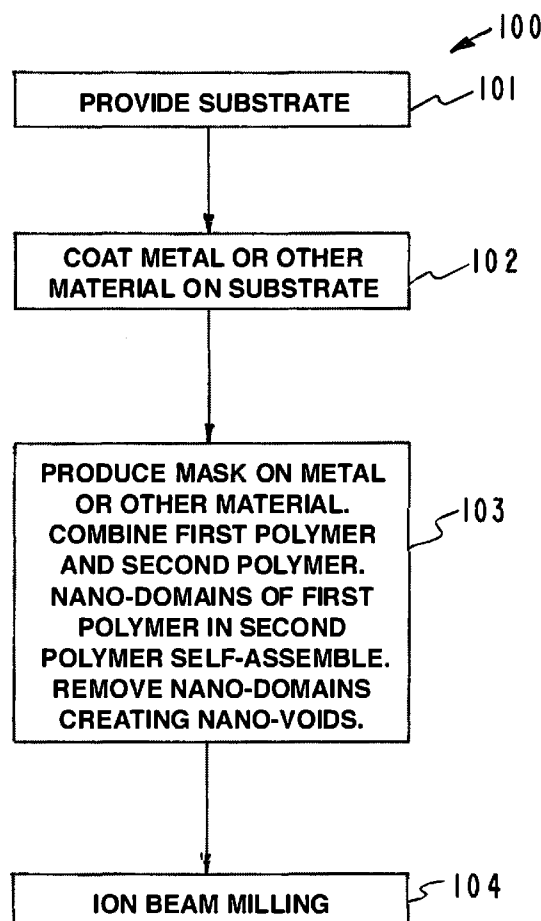 100
PROVIDE SUBSTRATE
101
COAT METAL OR OTHER
MATERIAL ON SUBSTRATE
102
PRODUCE MASK ON METAL
OR OTHER MATERIAL.
COMBINE FIRST POLYMER
AND SECOND POLYMER.
NANO-DOMAINS OF FIRST
POLYMER IN SECOND
POLYMER SELF-ASSEMBLE.
REMOVE NANO-DOMAINS
CREATING NANO-VOIDS.
103
ION BEAM MILLING
104